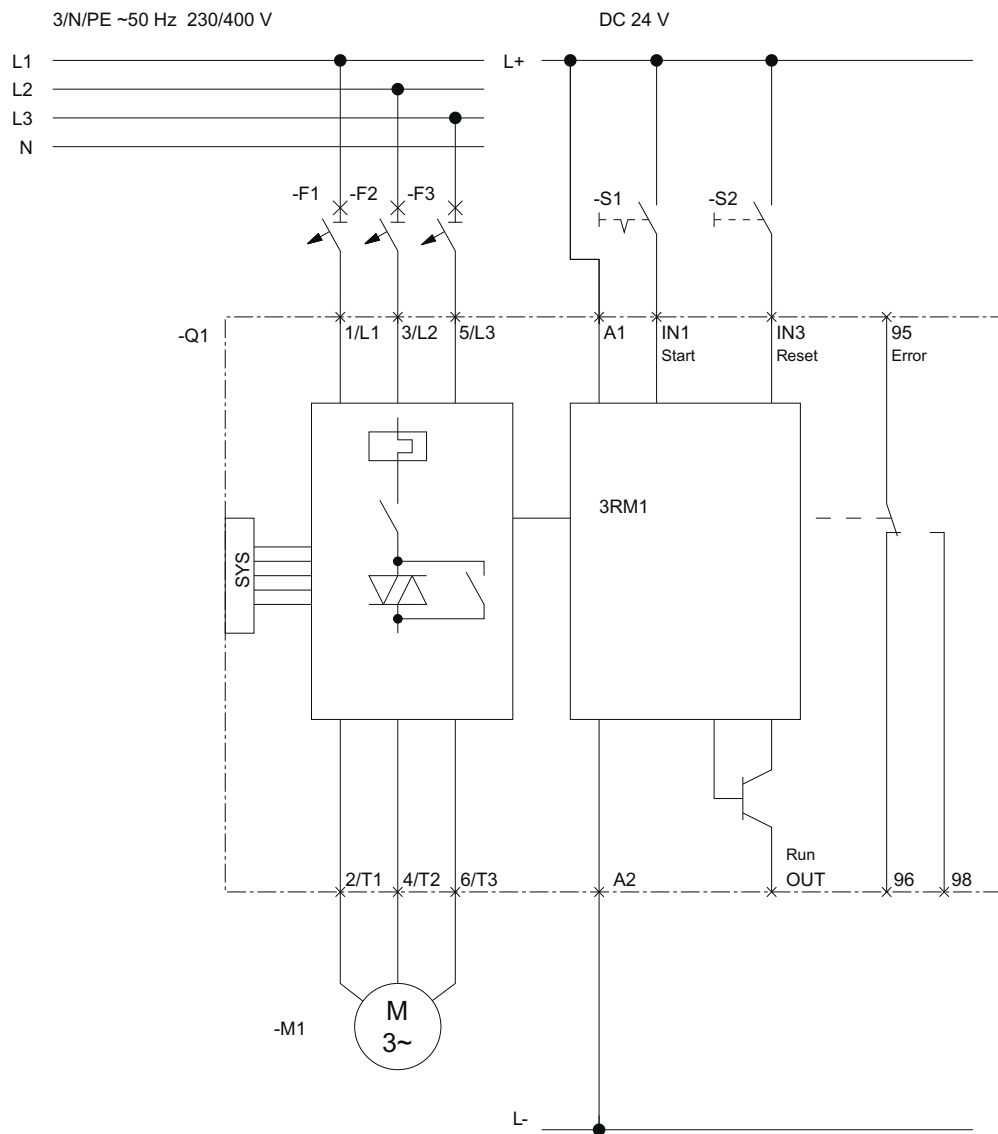 3/N/PE ~50 Hz 230/400 V
DC 24 V
L1
L2
L3
N
L+
-F1
-F2
-F3
-S1
-S2
-Q1
1/L1
3/L2
5/L3
A1
IN1
Start
IN3
Reset
95
Error
3RM1
SYS
Run
2/T1
4/T2
6/T3
A2
OUT
96
98
-M1
M
3~
L-